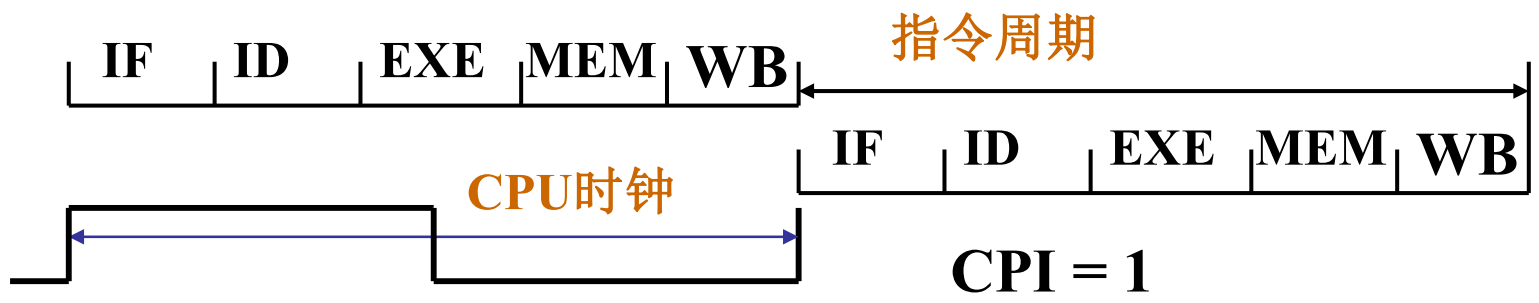 指令周期
IF ID EXE MEM WB
IF ID EXE MEM WB
CPU时钟
CPI = 1